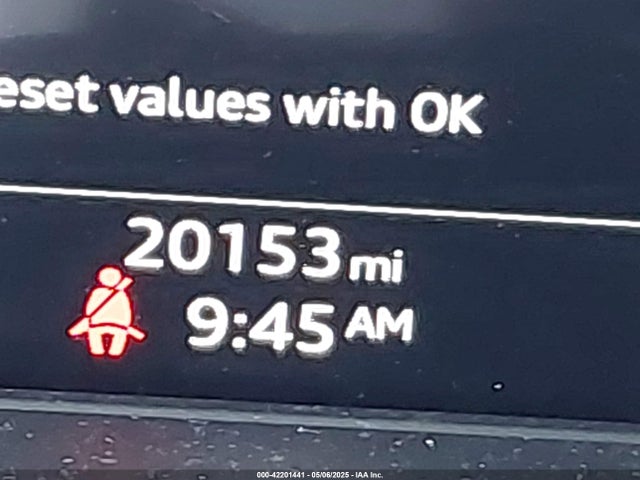 eset values with OK
20153 mi
9:45 AM
000-42201441 - 05/06/2025 - IAA Inc.